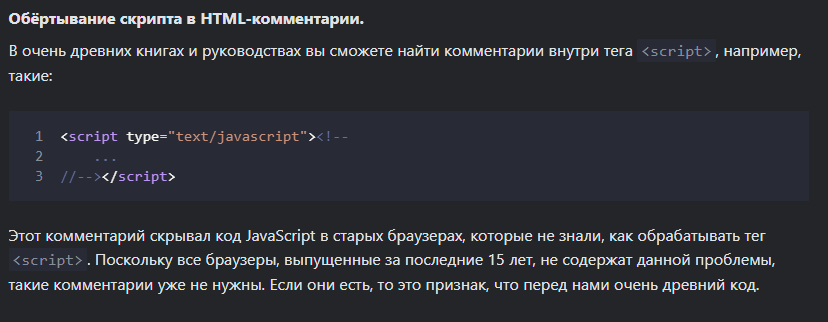 Обёртывание скрипта в HTML-комментарии.
В очень древних книгах и руководствах вы сможете найти комментарии внутри тега <script>, например,
такие:
1 <script type="text/javascript"><!--
2     ...
3 //--></script>
Этот комментарий скрывал код JavaScript в старых браузерах, которые не знали, как обрабатывать тег
<script>. Поскольку все браузеры, выпущенные за последние 15 лет, не содержат данной проблемы,
такие комментарии уже не нужны. Если они есть, то это признак, что перед нами очень древний код.